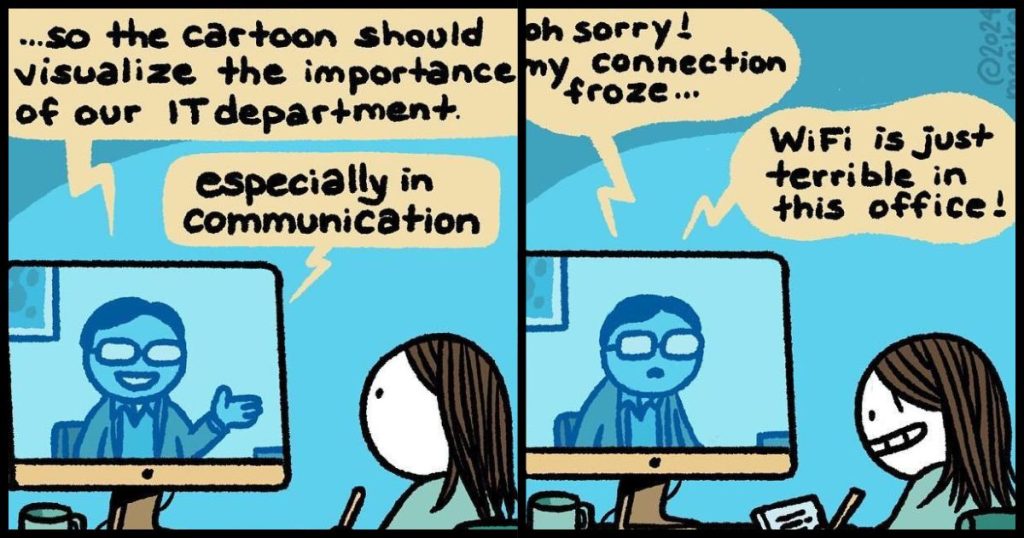 ...so the cartoon should
visualize the importance
of our IT department.
especially in
communication
oh sorry!
my connection
froze...
WiFi is just
terrible in
this office!
©2024